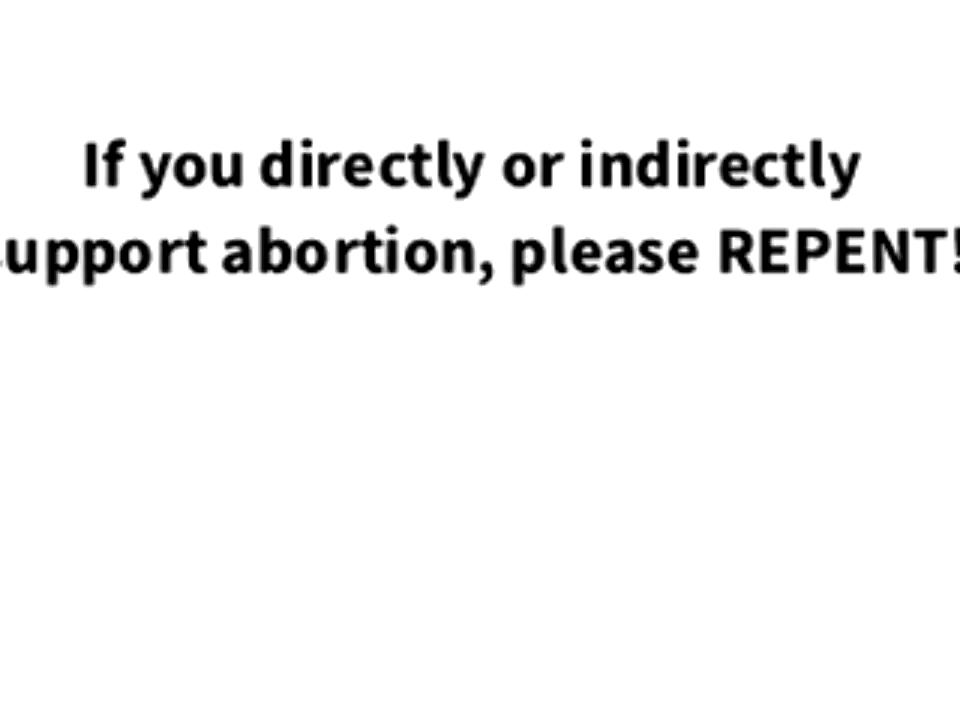 If you directly or indirectly
support abortion, please REPENT!